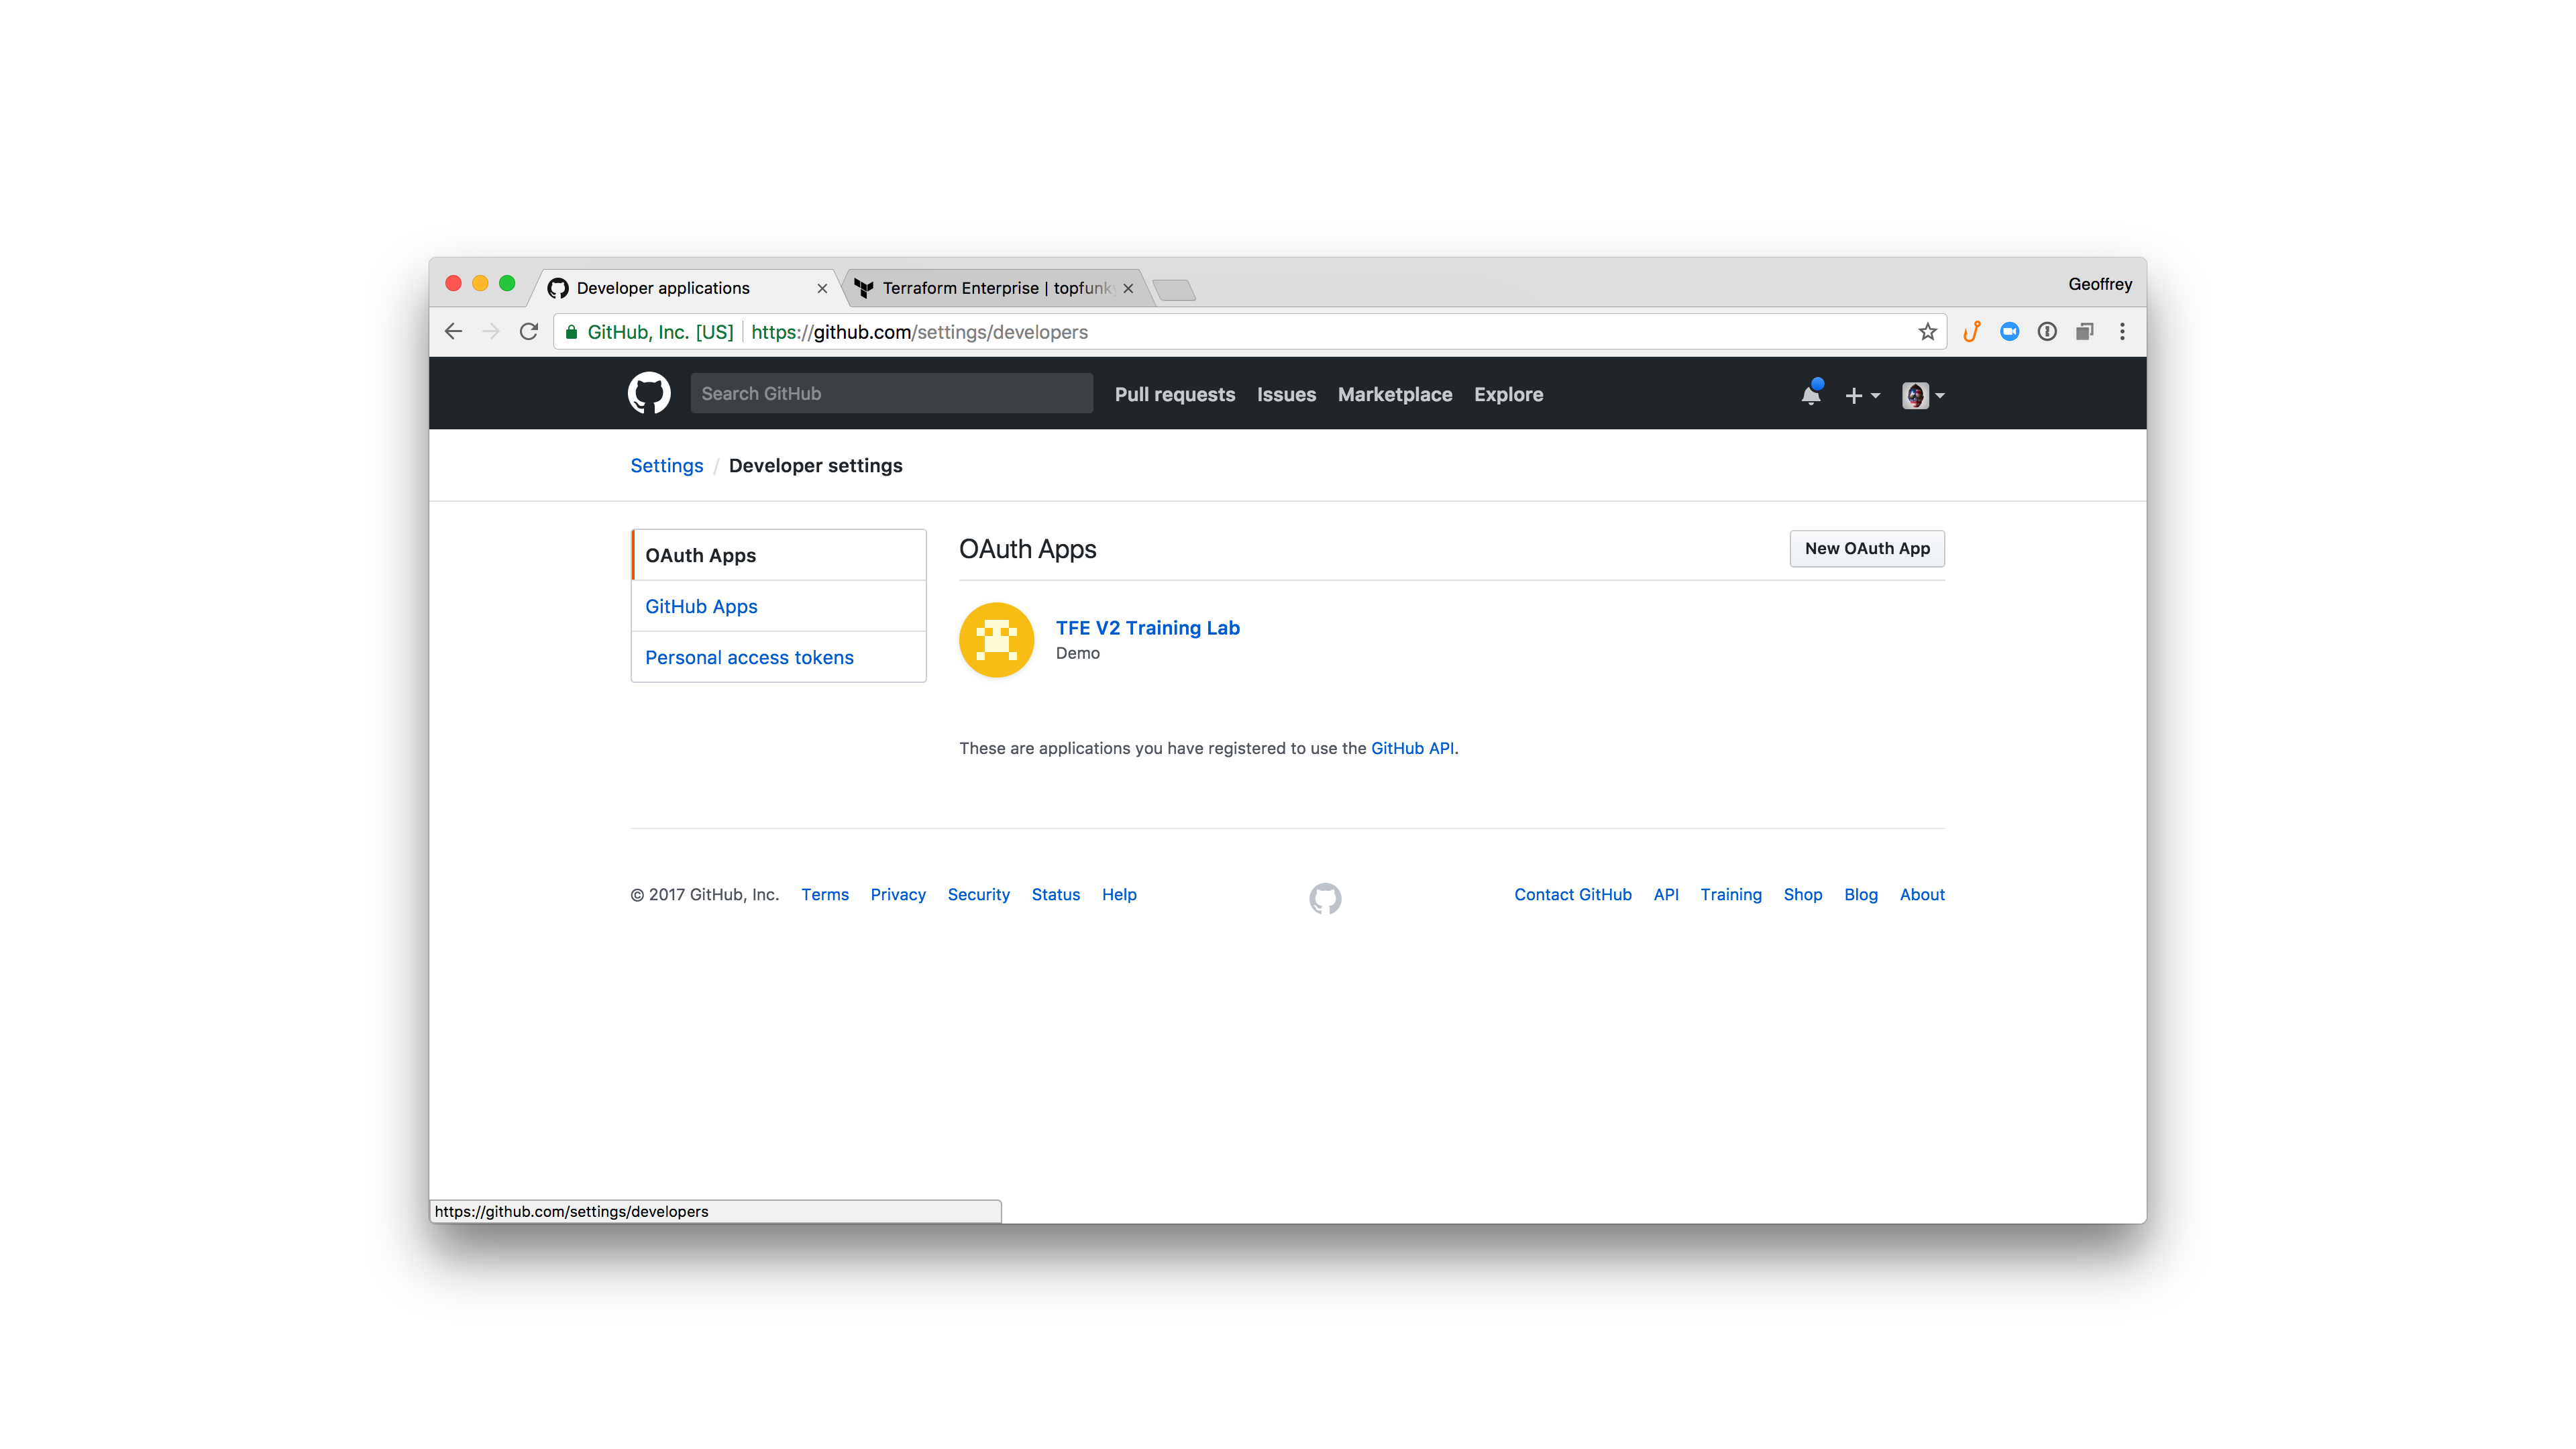 Developer applications
Terraform Enterprise | topfunk
Geoffrey
GitHub, Inc. [US] https://github.com/settings/developers
Search GitHub
Pull requests Issues Marketplace Explore
Settings / Developer settings
OAuth Apps
GitHub Apps
Personal access tokens
OAuth Apps
New OAuth App
TFE V2 Training Lab
Demo
These are applications you have registered to use the GitHub API.
© 2017 GitHub, Inc. Terms Privacy Security Status Help
Contact GitHub API Training Shop Blog About
https://github.com/settings/developers